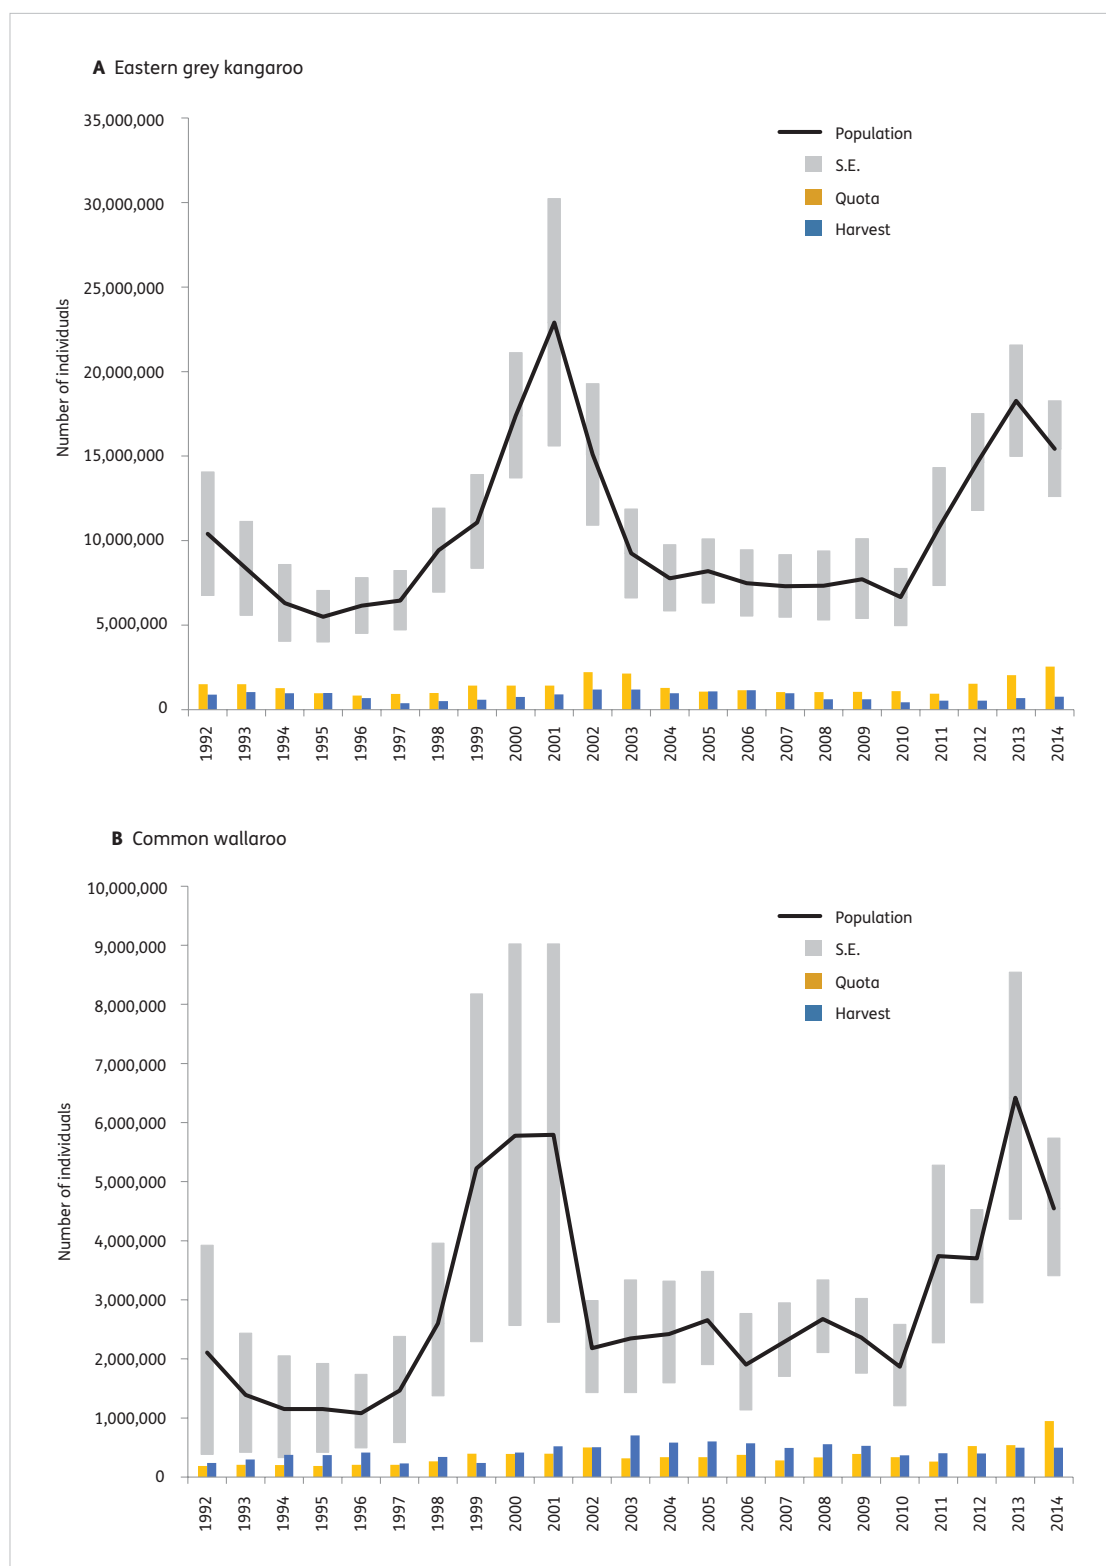 A Eastern grey kangaroo
35,000,000
30,000,000
25,000,000
20,000,000
15,000,000
10,000,000
5,000,000
0
Number of individuals
Population
S.E.
Quota
Harvest
1992 1993 1994 1995 1996 1997 1998 1999 2000 2001 2002 2003 2004 2005 2006 2007 2008 2009 2010 2011 2012 2013 2014
B Common wallaroo
10,000,000
9,000,000
8,000,000
7,000,000
6,000,000
5,000,000
4,000,000
3,000,000
2,000,000
1,000,000
0
Number of individuals
Population
S.E.
Quota
Harvest
1992 1993 1994 1995 1996 1997 1998 1999 2000 2001 2002 2003 2004 2005 2006 2007 2008 2009 2010 2011 2012 2013 2014